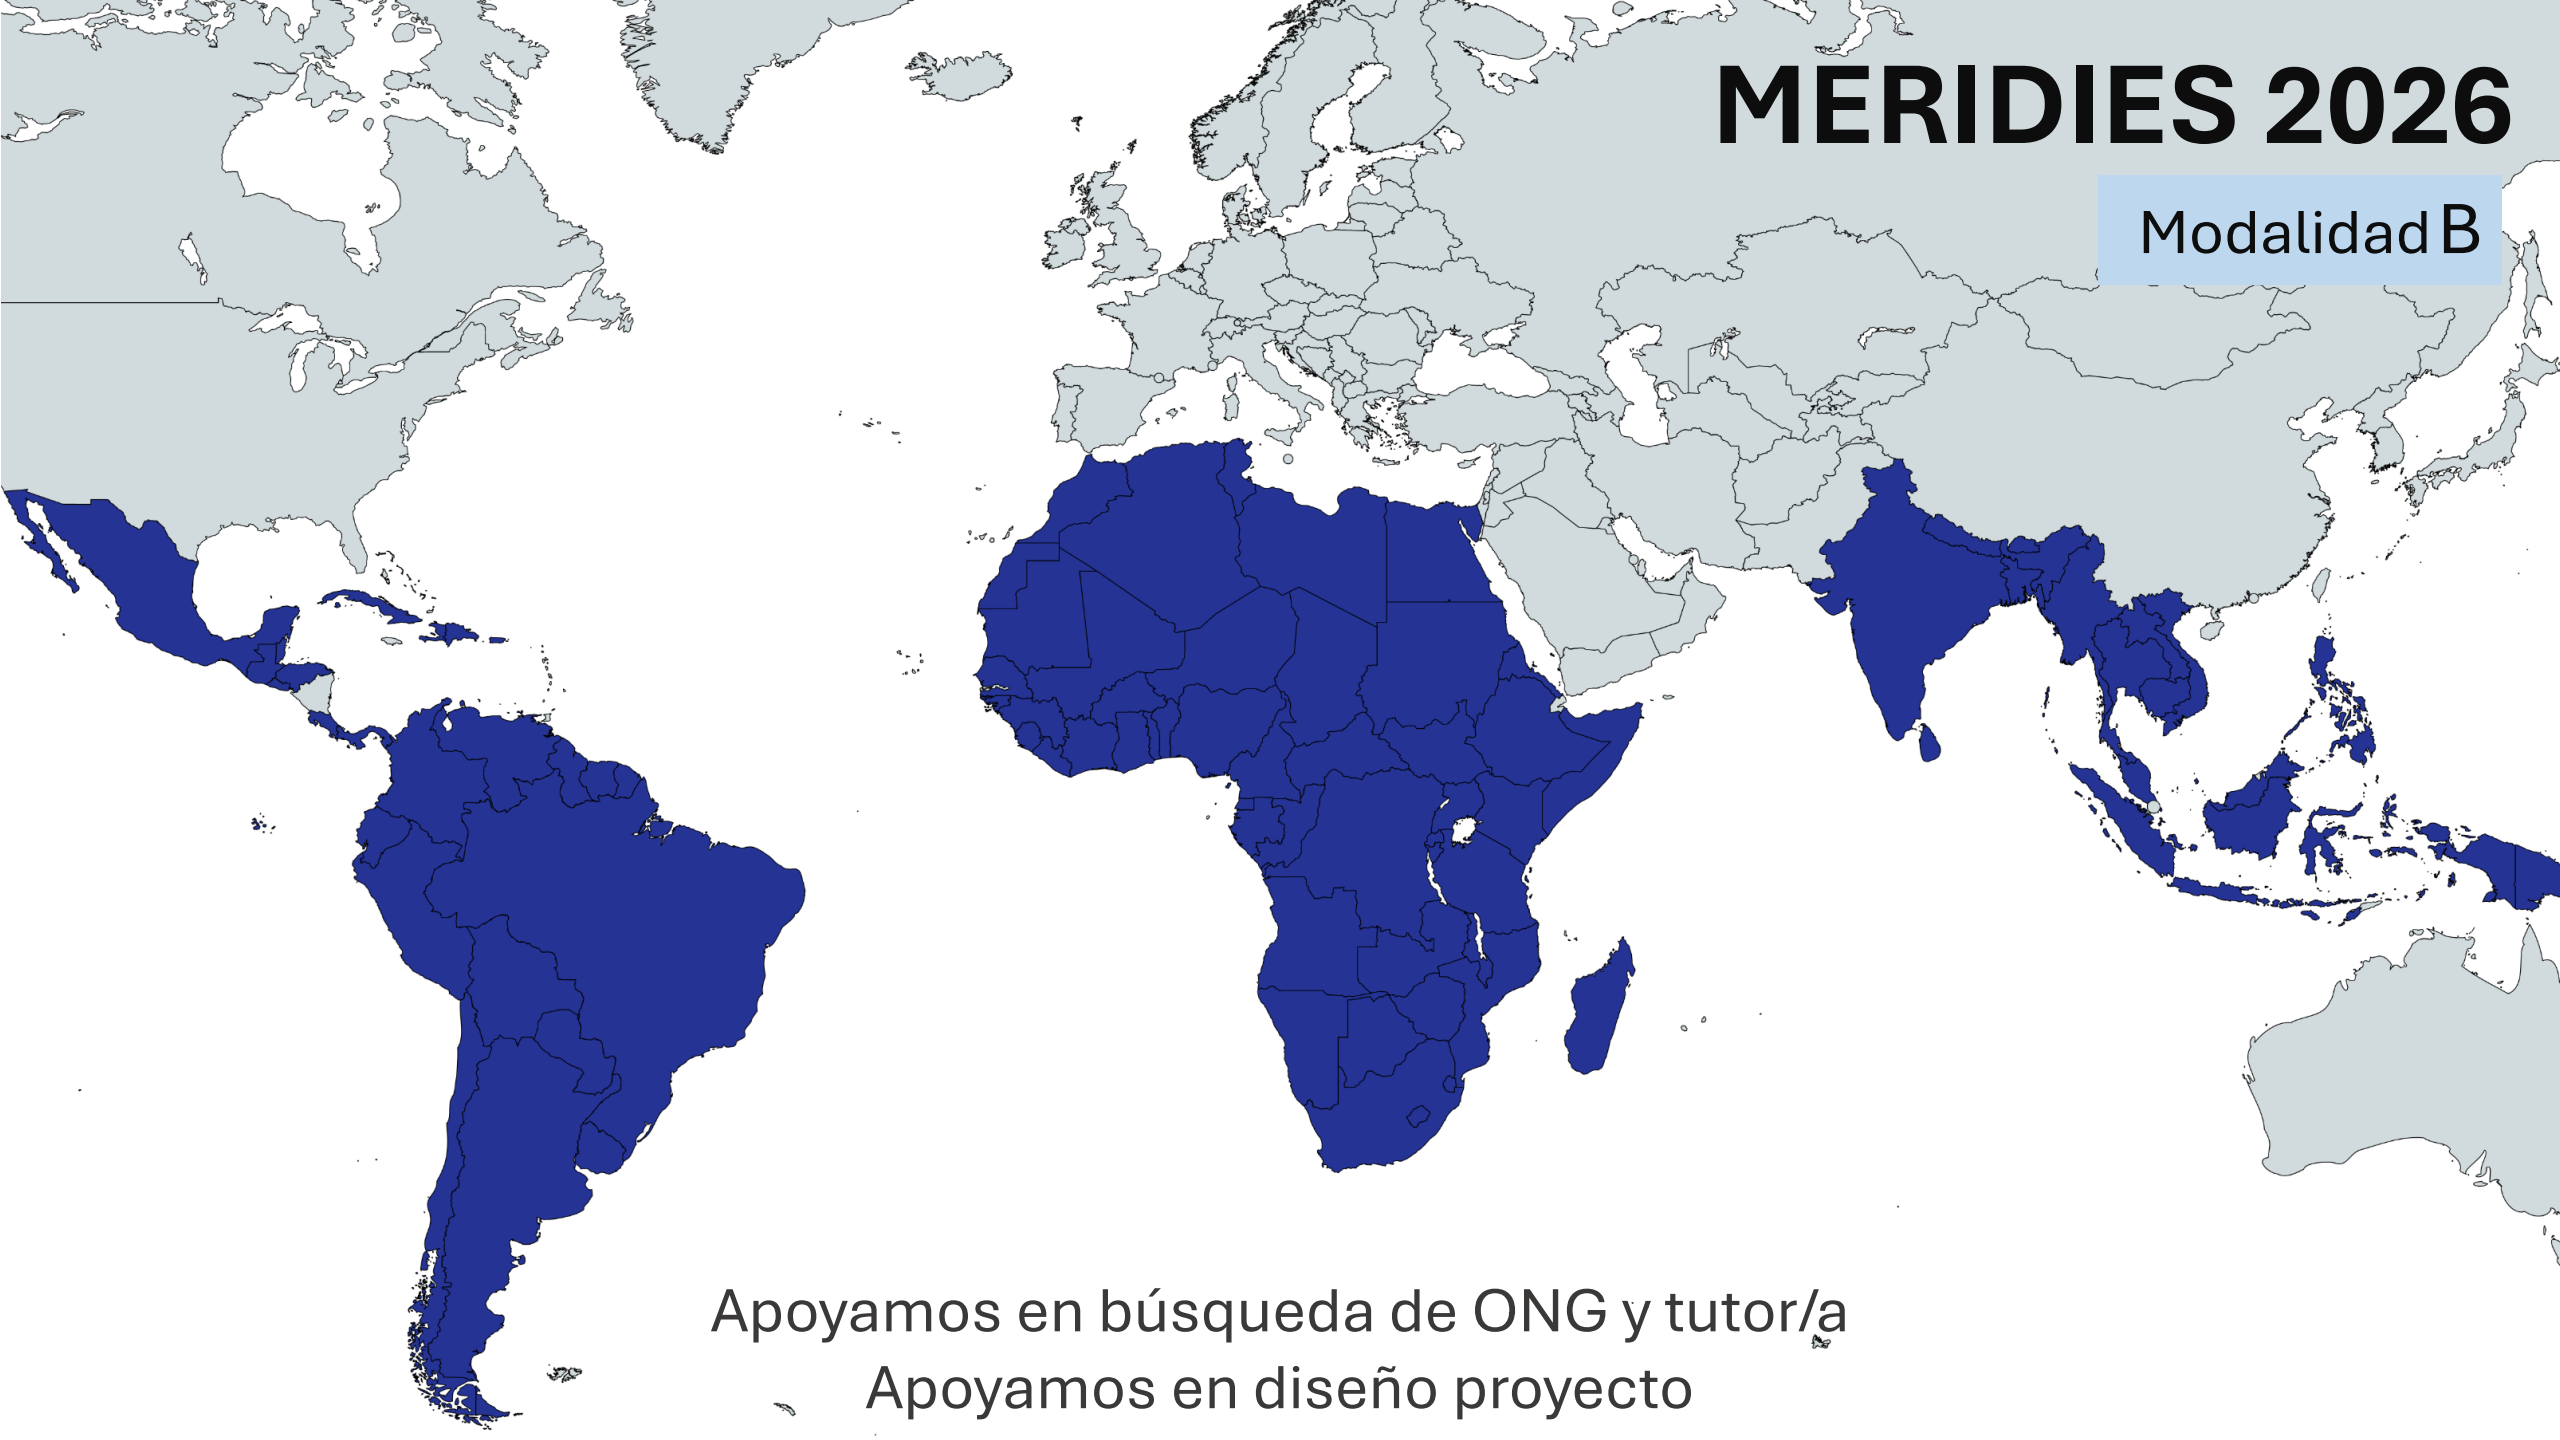 MERIDIES 2026
Modalidad B
Apoyamos en búsqueda de ONG y tutor/a
Apoyamos en diseño proyecto